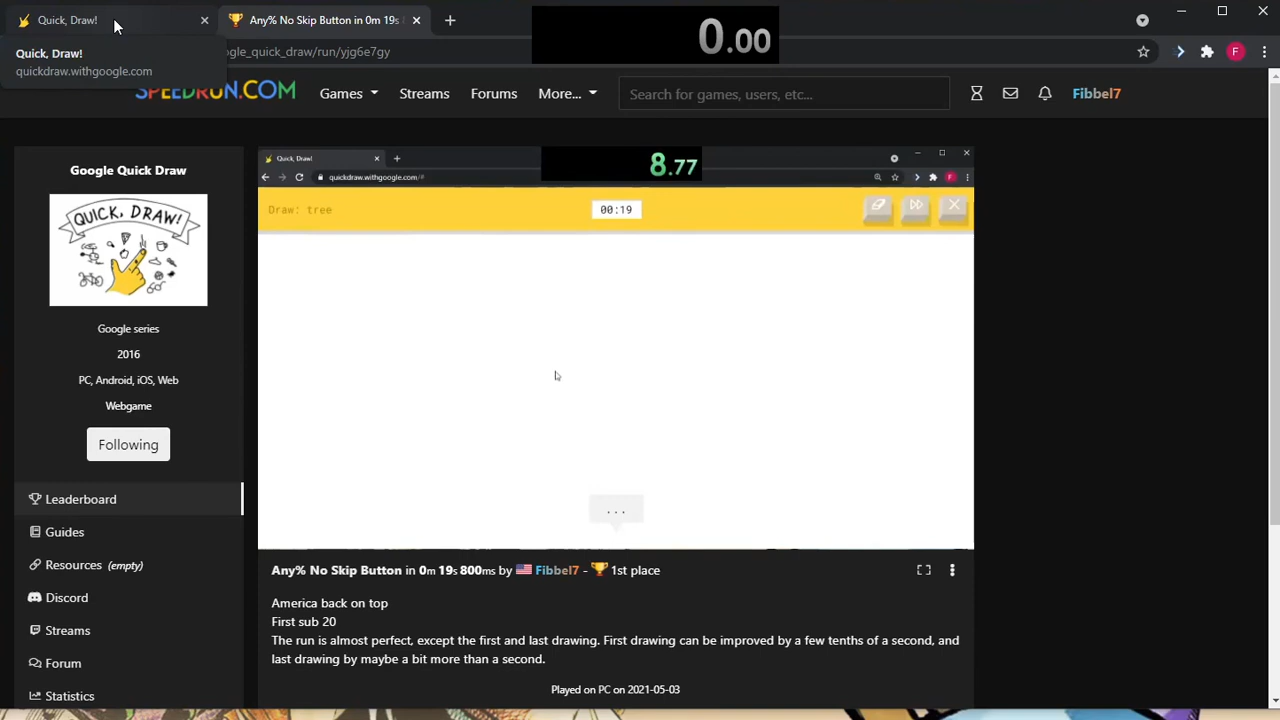 Quick, Draw!
Any% No Skip Button in 0m 19s
0.00
Quick, Draw!
quickdraw.withgoogle.com
gle_quick_draw/run/yjg6e7gy
F
SPEEDRUN.COM
Games
Streams
Forums
More...
Search for games, users, etc...
Fibbel7
Google Quick Draw
QUICK, DRAW!
Google series
2016
PC, Android, iOS, Web
Webgame
Following
Leaderboard
Guides
Resources (empty)
Discord
Streams
Forum
Statistics
Quick, Draw!
8.77
quickdraw.withgoogle.com/#
F
Draw: tree
00:19
...
Any% No Skip Button in 0m 19s 800ms by Fibbel7 - 1st place
America back on top
First sub 20
The run is almost perfect, except the first and last drawing. First drawing can be improved by a few tenths of a second, and
last drawing by maybe a bit more than a second.
Played on PC on 2021-05-03